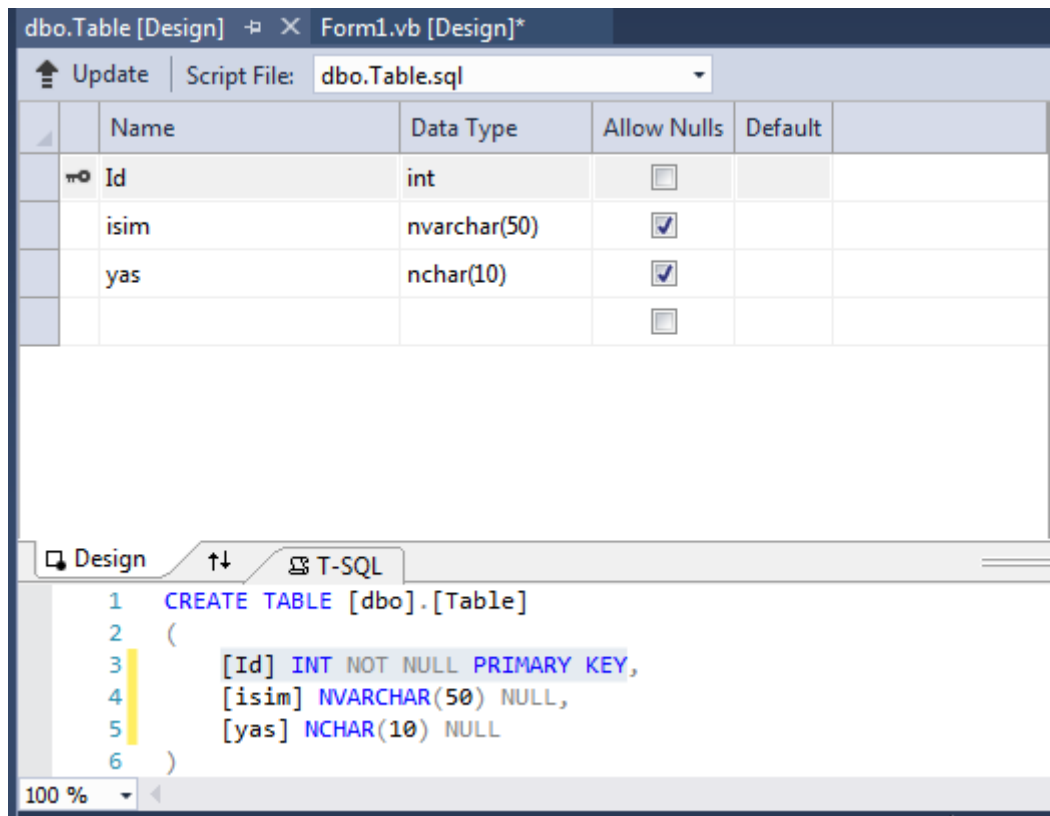 dbo.Table [Design] Form1.vb [Design]*
Update Script File: dbo.Table.sql
Name Data Type Allow Nulls Default
Id int
isim nvarchar(50)
yas nchar(10)
Design T-SQL
1 CREATE TABLE [dbo].[Table]
2 (
3 [Id] INT NOT NULL PRIMARY KEY,
4 [isim] NVARCHAR(50) NULL,
5 [yas] NCHAR(10) NULL
6 )
100 %